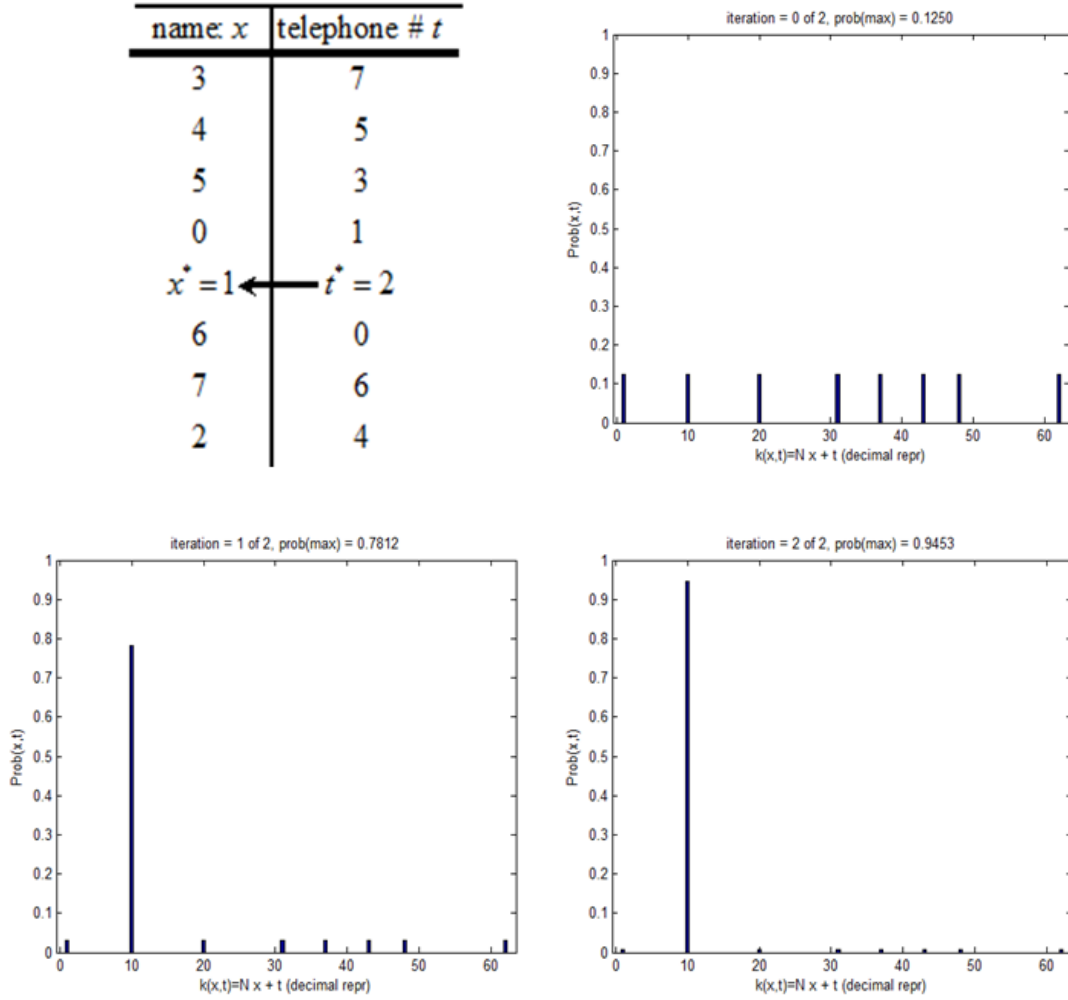 name: x telephone # t
3 7
4 5
5 3
0 1
x* = 1 t* = 2
6 0
7 6
2 4
iteration = 0 of 2, prob(max) = 0.1250
1
0.9
0.8
0.7
0.6
0.5
0.4
0.3
0.2
0.1
0
Prob(x,t)
0 10 20 30 40 50 60
k(x,t)=N x + t (decimal repr)
iteration = 1 of 2, prob(max) = 0.7812
1
0.9
0.8
0.7
0.6
0.5
0.4
0.3
0.2
0.1
0
Prob(x,t)
0 10 20 30 40 50 60
k(x,t)=N x + t (decimal repr)
iteration = 2 of 2, prob(max) = 0.9453
1
0.9
0.8
0.7
0.6
0.5
0.4
0.3
0.2
0.1
0
Prob(x,t)
0 10 20 30 40 50 60
k(x,t)=N x + t (decimal repr)